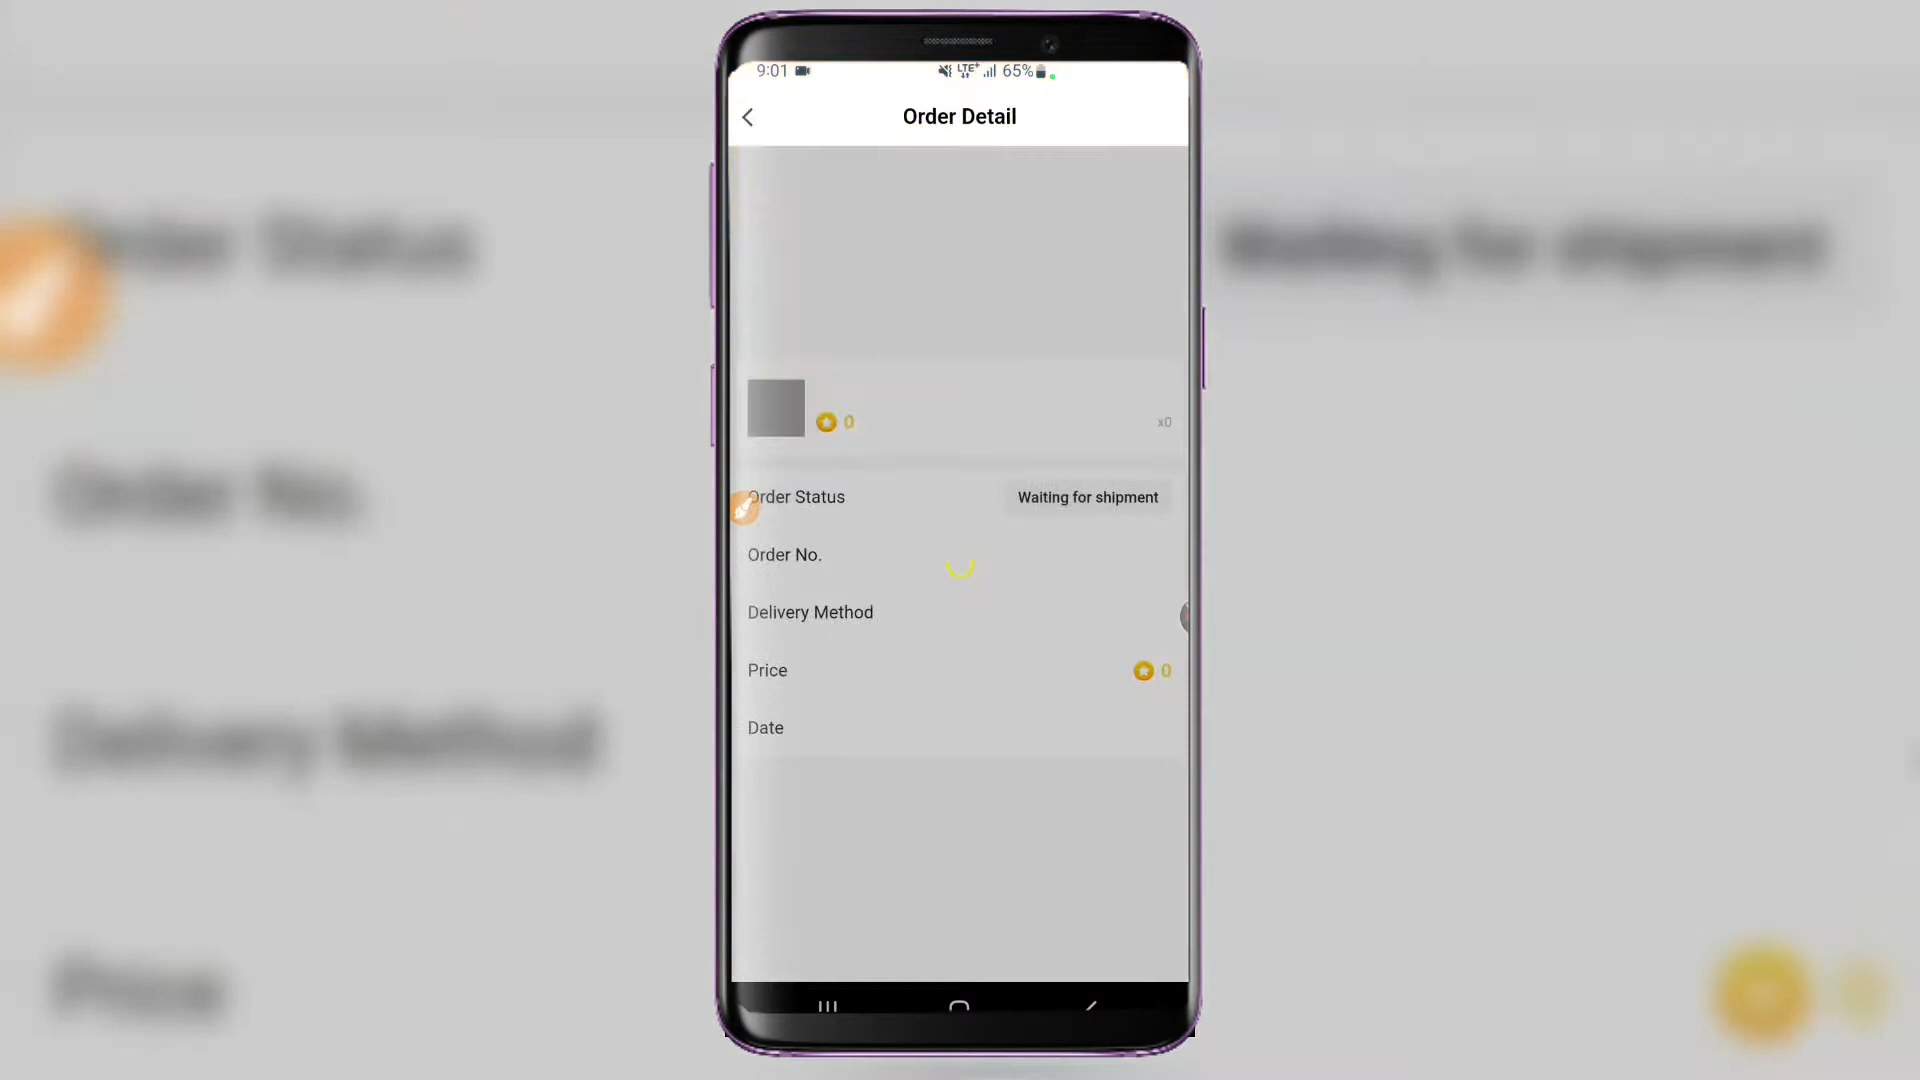 9:01 LTE+ 65%
Order Detail
0 x0
Order Status Waiting for shipment
Order No.
Delivery Method
Price 0
Date